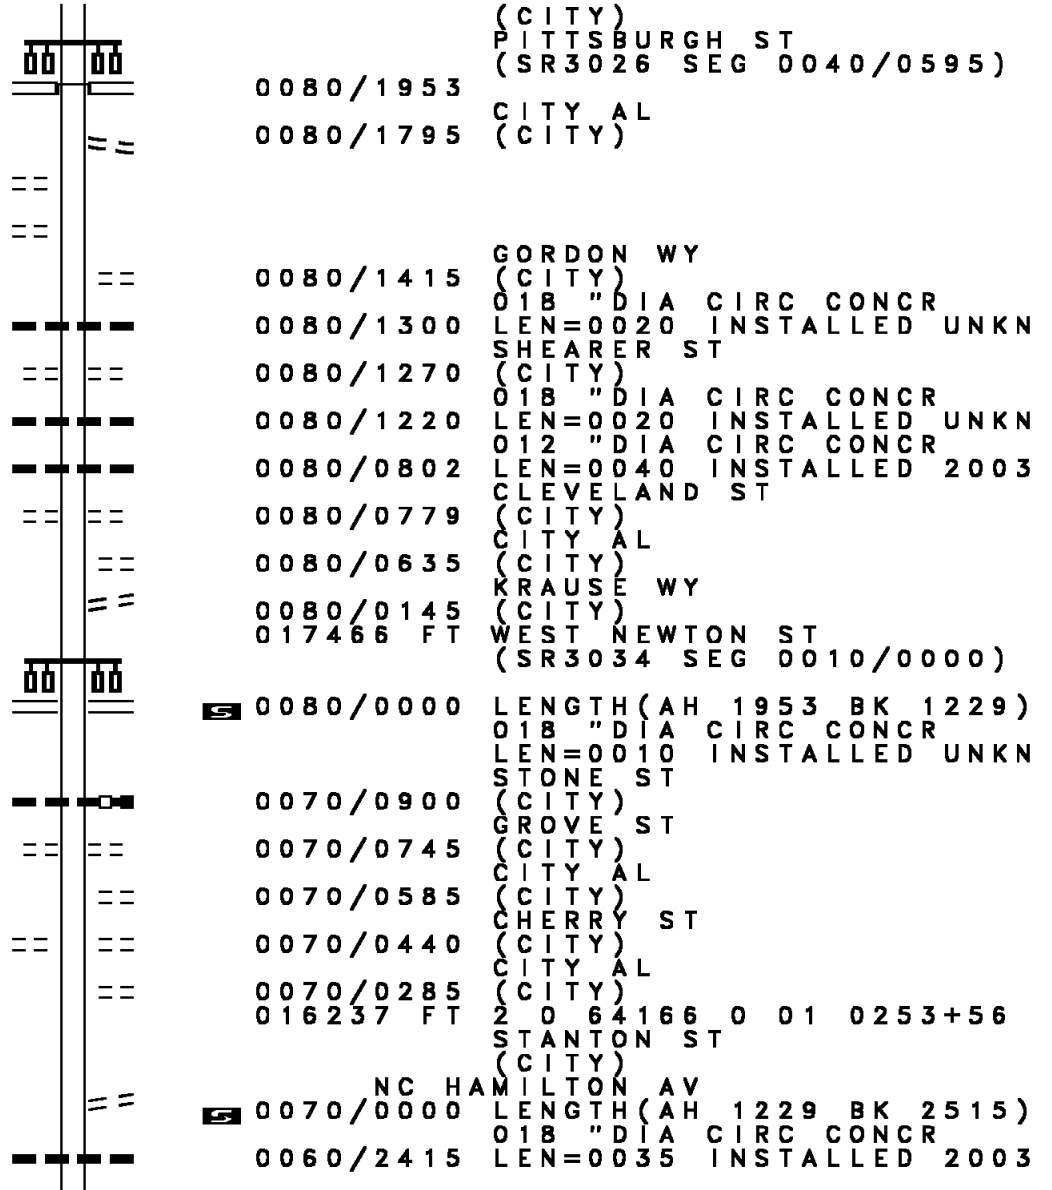 (CITY)
PITTSBURGH ST
(SR3026 SEG 0040/0595)
0080/1953
CITY AL
0080/1795 (CITY)
GORDON WY
0080/1415 (CITY)
018 "DIA CIRC CONCR
0080/1300 LEN=0020 INSTALLED UNKN
SHEARER ST
0080/1270 (CITY)
018 "DIA CIRC CONCR
0080/1220 LEN=0020 INSTALLED UNKN
012 "DIA CIRC CONCR
0080/0802 LEN=0040 INSTALLED 2003
CLEVELAND ST
0080/0779 (CITY)
CITY AL
0080/0635 (CITY)
KRAUSE WY
0080/0145 (CITY)
017466 FT WEST NEWTON ST
(SR3034 SEG 0010/0000)
S 0080/0000 LENGTH(AH 1953 BK 1229)
018 "DIA CIRC CONCR
LEN=0010 INSTALLED UNKN
STONE ST
0070/0900 (CITY)
GROVE ST
0070/0745 (CITY)
CITY AL
0070/0585 (CITY)
CHERRY ST
0070/0440 (CITY)
CITY AL
0070/0285 (CITY)
016237 FT 2 0 64166 0 01 0253+56
STANTON ST
(CITY)
NC HAMILTON AV
S 0070/0000 LENGTH(AH 1229 BK 2515)
018 "DIA CIRC CONCR
0060/2415 LEN=0035 INSTALLED 2003